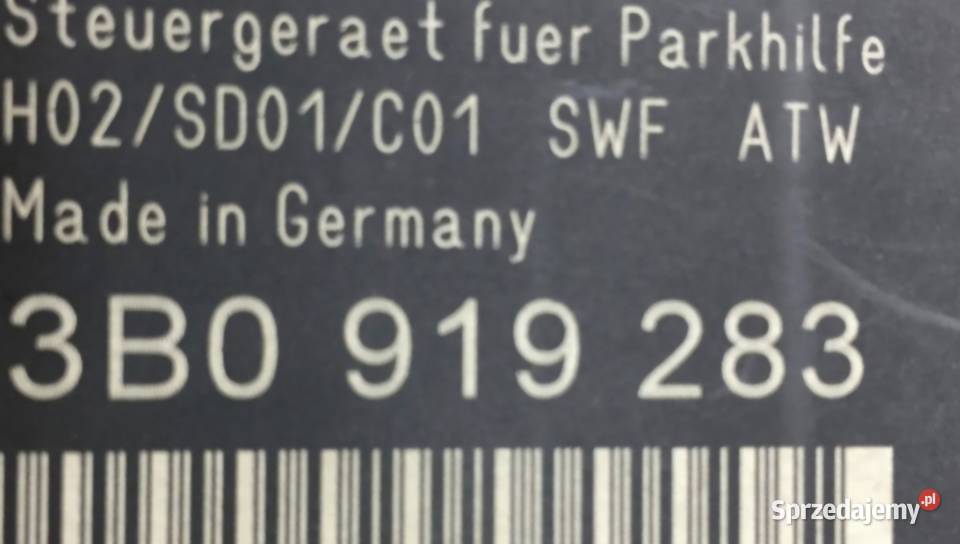 Steuergeraet fuer Parkhilfe
H02/SD01/C01 SWF ATW
Made in Germany
3B0 919 283
Sprzedajemy.pl